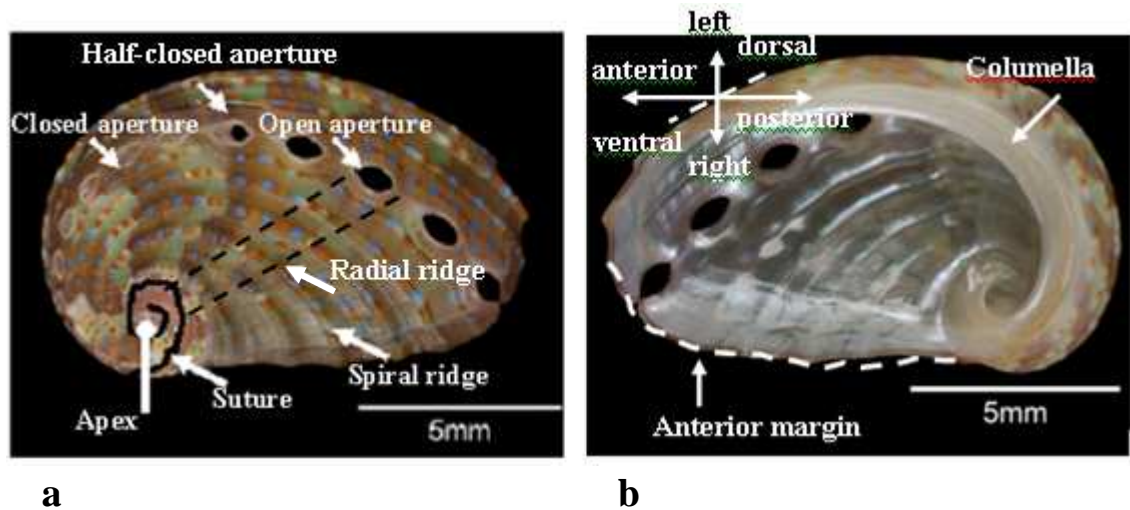 Half-closed aperture
Closed aperture
Open aperture
Radial ridge
Spiral ridge
Suture
Apex
5mm
left
dorsal
anterior
posterior
ventral
right
Columella
Anterior margin
5mm
a
b